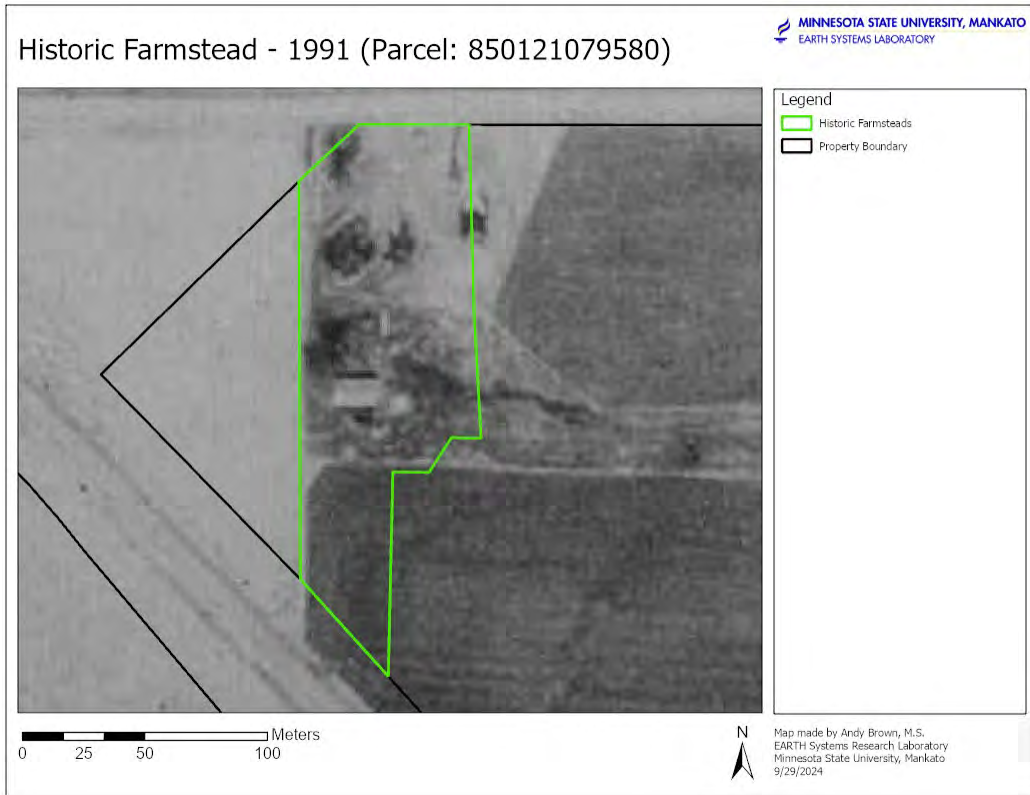 MINNESOTA STATE UNIVERSITY, MANKATO
EARTH SYSTEMS LABORATORY
Historic Farmstead - 1991 (Parcel: 850121079580)
Legend
Historic Farmsteads
Property Boundary
Meters
0 25 50 100
N
Map made by Andy Brown, M.S.
EARTH Systems Research Laboratory
Minnesota State University, Mankato
9/29/2024